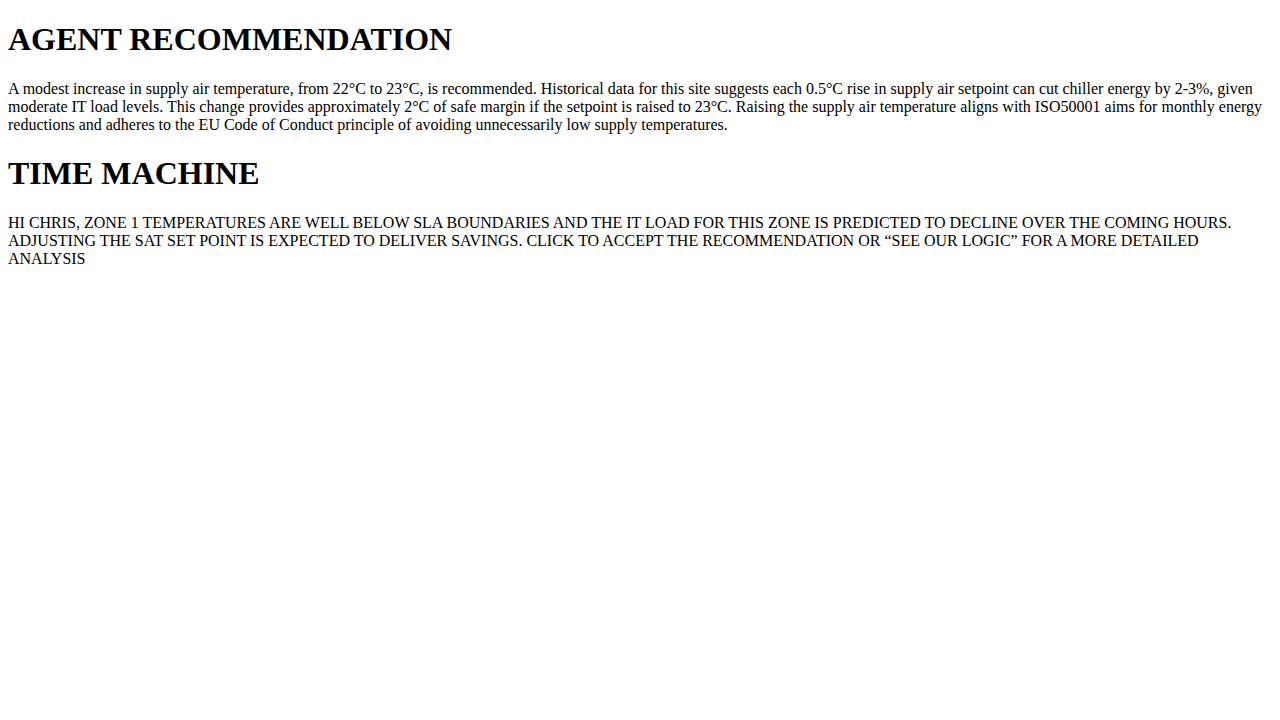 AGENT RECOMMENDATION
A modest increase in supply air temperature, from 22°C to 23°C, is recommended. Historical data for this site suggests each 0.5°C rise in supply air setpoint can cut chiller energy by 2-3%, given
moderate IT load levels. This change provides approximately 2°C of safe margin if the setpoint is raised to 23°C. Raising the supply air temperature aligns with ISO50001 aims for monthly energy
reductions and adheres to the EU Code of Conduct principle of avoiding unnecessarily low supply temperatures.
TIME MACHINE
HI CHRIS, ZONE 1 TEMPERATURES ARE WELL BELOW SLA BOUNDARIES AND THE IT LOAD FOR THIS ZONE IS PREDICTED TO DECLINE OVER THE COMING HOURS.
ADJUSTING THE SAT SET POINT IS EXPECTED TO DELIVER SAVINGS. CLICK TO ACCEPT THE RECOMMENDATION OR “SEE OUR LOGIC” FOR A MORE DETAILED
ANALYSIS